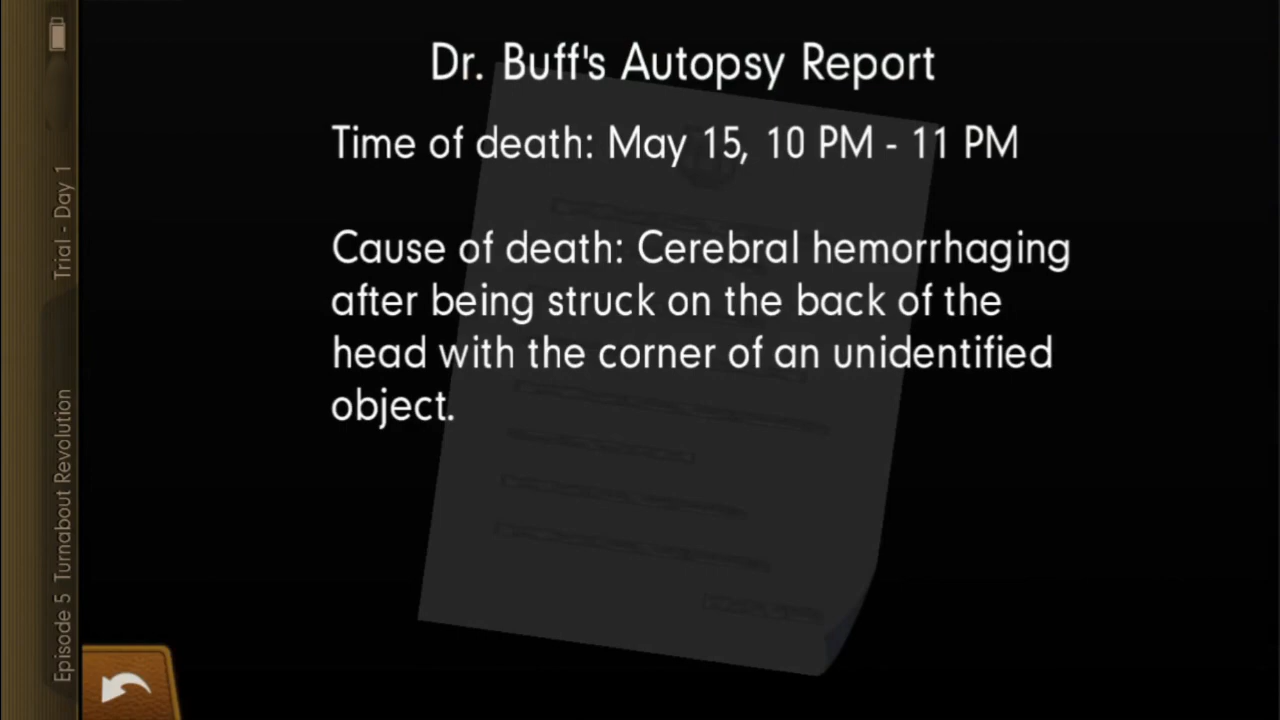 Dr. Buff's Autopsy Report
Time of death: May 15, 10 PM - 11 PM
Cause of death: Cerebral hemorrhaging
after being struck on the back of the
head with the corner of an unidentified
object.
Episode 5 Turnabout Revolution
Trial - Day 1